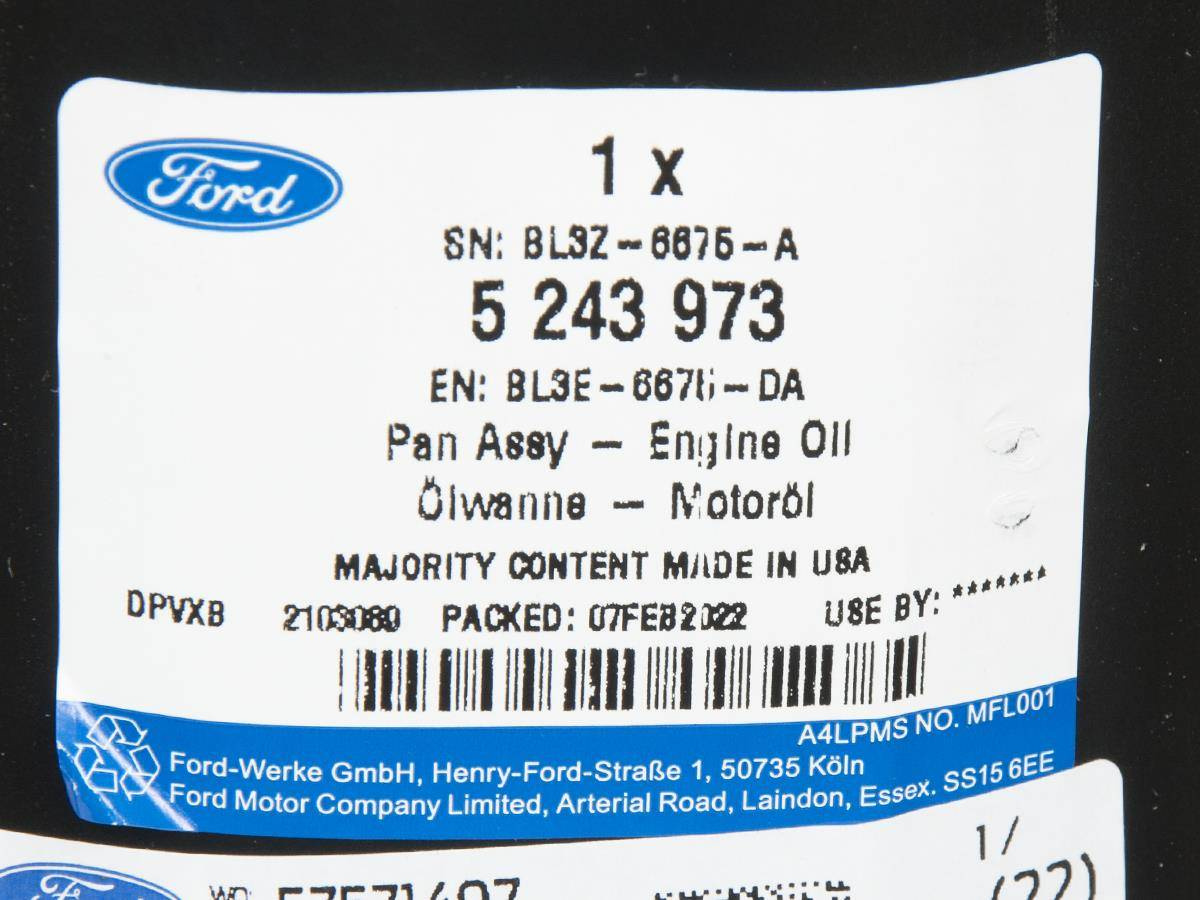 Ford
1 x
SN: BL3Z-6675-A
5 243 973
EN: BL3E-6675-DA
Pan Assy - Engine Oil
Ölwanne - Motoröl
MAJORITY CONTENT MADE IN USA
DPVXB 2103060 PACKED: 07FEB2022 USE BY: *******
A4LPMS NO. MFL001
Ford-Werke GmbH, Henry-Ford-Straße 1, 50735 Köln
Ford Motor Company Limited, Arterial Road, Laindon, Essex. SS15 6EE
1/
Ford
(22)